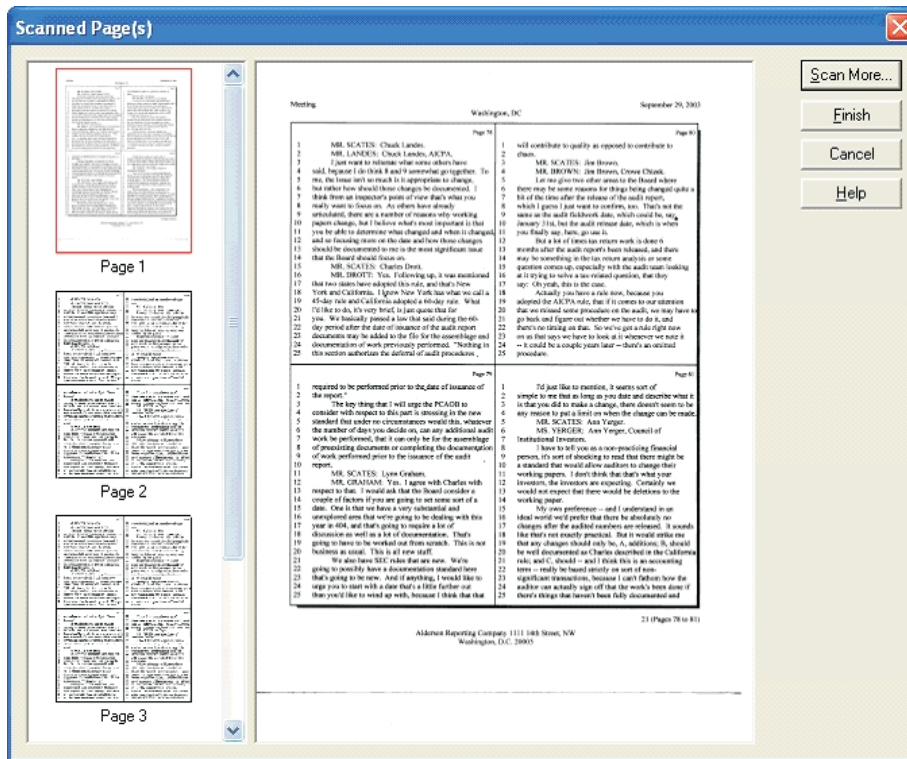 Scanned Page(s)
Page 1
Page 2
Page 3
Scan More...
Finish
Cancel
Help
Meeting
September 29, 2003
Washington, DC
Page 78
1 MR. SCATES: Chuck Landes.
2 MR. LANDES: Chuck Landes, AICPA.
3 I just want to reiterate what some others have
4 said, because I do think 8 and 9 somewhat go together. To
5 me, the issue isn't so much is it appropriate to change,
6 but rather how should those changes be documented. I
7 think from an inspector's point of view that's what you
8 really want to focus on. As others have already
9 articulated, there are a number of reasons why working
10 papers change, but I believe what's most important is that
11 you be able to determine what changed and when it changed,
12 and so focusing more on the date and how those changes
13 should be documented to me is the most significant issue
14 that the Board should focus on.
15 MR. SCATES: Charles Drott.
16 MR. DROTT: Yes. Following up, it was mentioned
17 that two states have adopted this rule, and that's New
18 York and California. I know New York has what we call a
19 45-day rule and California adopted a 60-day rule. What
20 I'd like to do, it's very brief, is just quote that for
21 you. We basically passed a law that said during the 60-
22 day period after the date of issuance of the audit report
23 documents may be added to the file for the assemblage and
24 documentation of work previously performed. "Nothing in
25 this section authorizes the deferral of audit procedures
Page 79
1 required to be performed prior to the date of issuance of
2 the report."
3 The key thing that I will urge the PCAOB to
4 consider with respect to this part is stressing in the new
5 standard that under no circumstances would this, whatever
6 the number of days you decide on, can any additional audit
7 work be performed, that it can only be for the assemblage
8 of preexisting documents or completing the documentation
9 of work performed prior to the issuance of the audit
10 report.
11 MR. SCATES: Lynn Graham.
12 MR. GRAHAM: Yes. I agree with Charles with
13 respect to that. I would ask that the Board consider a
14 couple of factors if you are going to set some sort of a
15 date. One is that we have a very substantial and
16 unexplored area that we're going to be dealing with this
17 year in 404, and that's going to require a lot of
18 discussion as well as a lot of documentation. That's
19 going to have to be worked out from scratch. This is not
20 business as usual. This is all new stuff.
21 We also have SEC rules that are new. We're
22 going to possibly have a documentation standard here
23 that's going to be new. And if anything, I would like to
24 urge you to start with a date that's a little further out
25 than you'd like to wind up with, because I think that that
Page 80
1 will contribute to quality as opposed to contribute to
2 chaos.
3 MR. SCATES: Jim Brown.
4 MR. BROWN: Jim Brown, Crowe Chizek.
5 Let me give two other areas to the Board where
6 there may be some reasons for things being changed quite a
7 bit of the time after the release of the audit report,
8 which I guess I just want to confirm, too. That's not the
9 same as the audit fieldwork date, which could be, say,
10 January 31st, but the audit release date, which is when
11 you finally say, here, go use it.
12 But a lot of times tax return work is done 6
13 months after the audit report's been released, and there
14 may be something in the tax return analysis or some
15 question comes up, especially with the audit team looking
16 at it trying to solve a tax-related question, that they
17 say: Oh yeah, this is the case.
18 Actually you have a rule now, because you
19 adopted the AICPA rule, that if it comes to our attention
20 that we missed some procedure on the audit, we may have to
21 go back and figure out whether we have to do it, and
22 there's no timing on that. So we've got a rule right now
23 on us that says we have to look at it whenever we note it
24 -- it could be a couple years later -- there's an omitted
25 procedure.
Page 81
1 I'd just like to mention, it seems sort of
2 simple to me that as long as you date and describe what it
3 is that you did to make a change, there doesn't seem to be
4 any reason to put a limit on when the change can be made.
5 MR. SCATES: Ann Yerger.
6 MS. YERGER: Ann Yerger, Council of
7 Institutional Investors.
8 I have to tell you as a non-practicing financial
9 person, it's sort of shocking to read that there might be
10 a standard that would allow auditors to change their
11 working papers. I don't think that that's what your
12 investors, the investors are expecting. Certainly we
13 would not expect that there would be deletions to the
14 working paper.
15 My own preference -- and I understand in an
16 ideal world we'd prefer that there be absolutely no
17 changes after the audited numbers are released. It sounds
18 like that's not exactly practical. But it would strike me
19 that any changes should only be, A, additions; B, should
20 be well documented as Charles described in the California
21 rule; and C, should -- and I think this is an accounting
22 term -- really be based strictly on sort of non-
23 significant transactions, because I can't fathom how the
24 auditor can actually sign off that the work's been done if
25 there's things that haven't been fully documented and
21 (Pages 78 to 81)
Alderson Reporting Company 1111 14th Street, NW
Washington, D.C. 20005